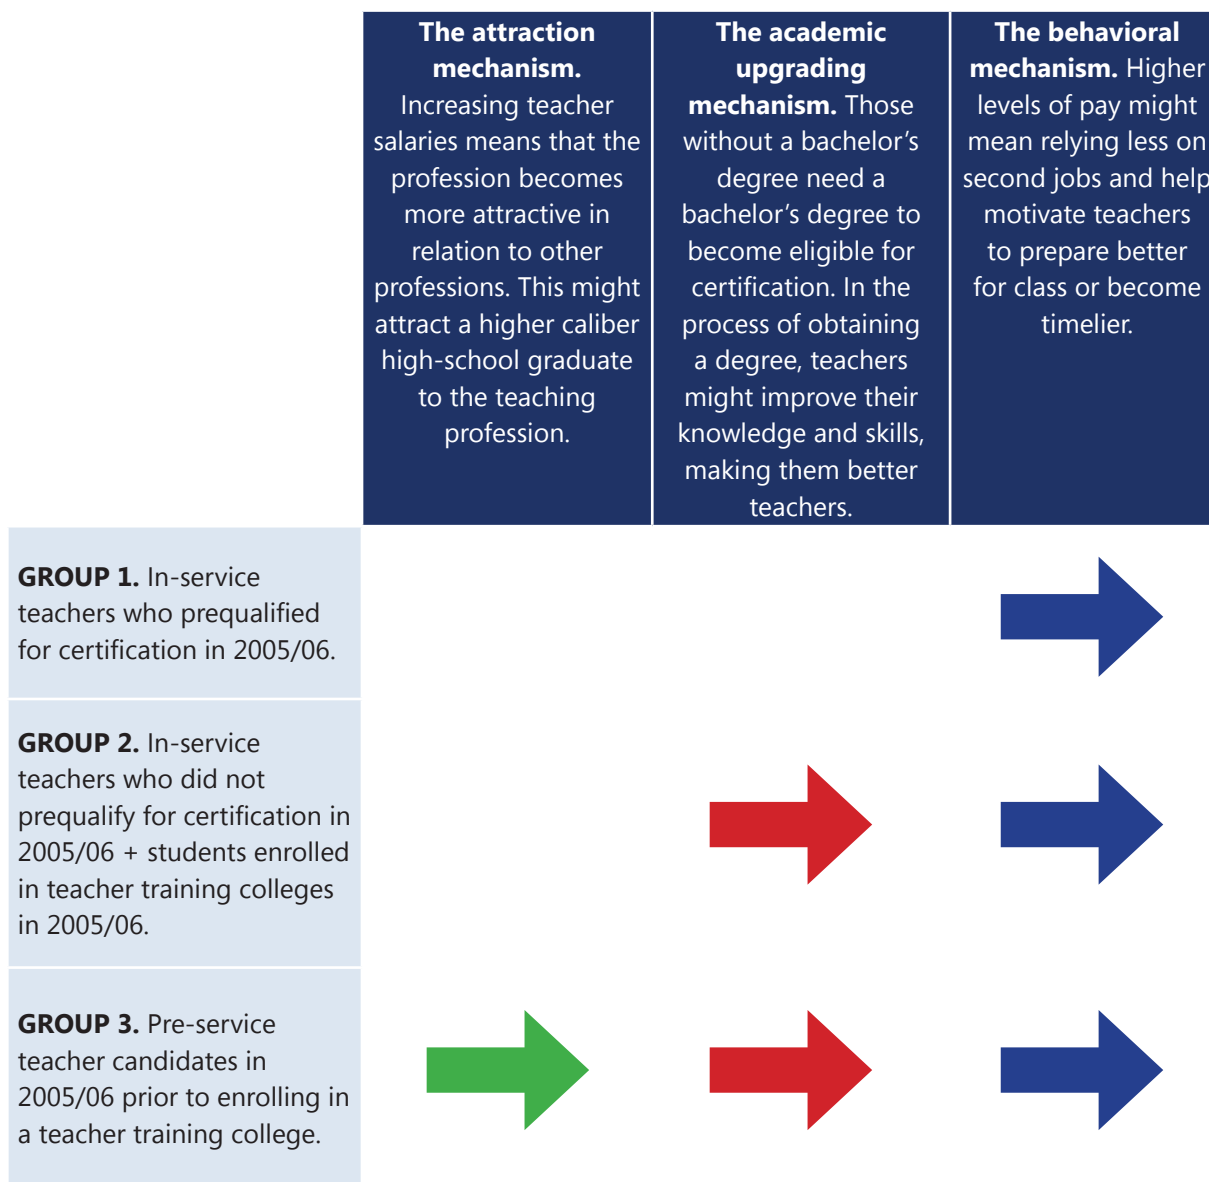 The attraction
mechanism.
Increasing teacher
salaries means that the
profession becomes
more attractive in
relation to other
professions. This might
attract a higher caliber
high-school graduate
to the teaching
profession.
The academic
upgrading
mechanism. Those
without a bachelor’s
degree need a
bachelor’s degree to
become eligible for
certification. In the
process of obtaining
a degree, teachers
might improve their
knowledge and skills,
making them better
teachers.
The behavioral
mechanism. Higher
levels of pay might
mean relying less on
second jobs and help
motivate teachers
to prepare better
for class or become
timelier.
GROUP 1. In-service
teachers who prequalified
for certification in 2005/06.
GROUP 2. In-service
teachers who did not
prequalify for certification in
2005/06 + students enrolled
in teacher training colleges
in 2005/06.
GROUP 3. Pre-service
teacher candidates in
2005/06 prior to enrolling in
a teacher training college.